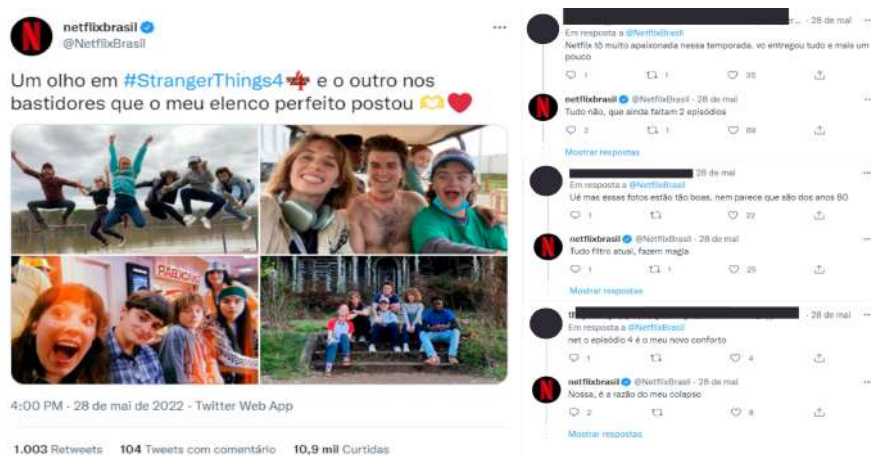 netflixbrasil
@NetflixBrasil
Um olho em #StrangerThings4 e o outro nos
bastidores que o meu elenco perfeito postou
4:00 PM · 28 de mai de 2022 · Twitter Web App
1.003 Retweets 104 Tweets com comentário 10,9 mil Curtidas
28 de mai
Em resposta a @NetflixBrasil
Netflix tô muito apaixonada nessa temporada, vc entregou tudo e mais um
pouco
1 1 35
netflixbrasil @NetflixBrasil · 28 de mai
Tudo não, que ainda faltam 2 episódios
2 1 69
Mostrar respostas
28 de mai
Em resposta a @NetflixBrasil
Ué mas essas fotos estão tão boas, nem parece que são dos anos 80
1 22
netflixbrasil @NetflixBrasil · 28 de mai
Tudo filtro atual, fazem magia
1 1 25
Mostrar respostas
· 28 de mai
Em resposta a @NetflixBrasil
net o episódio 4 é o meu novo conforto
1 4
netflixbrasil @NetflixBrasil · 28 de mai
Nossa, é a razão do meu colapso
2 8
Mostrar respostas